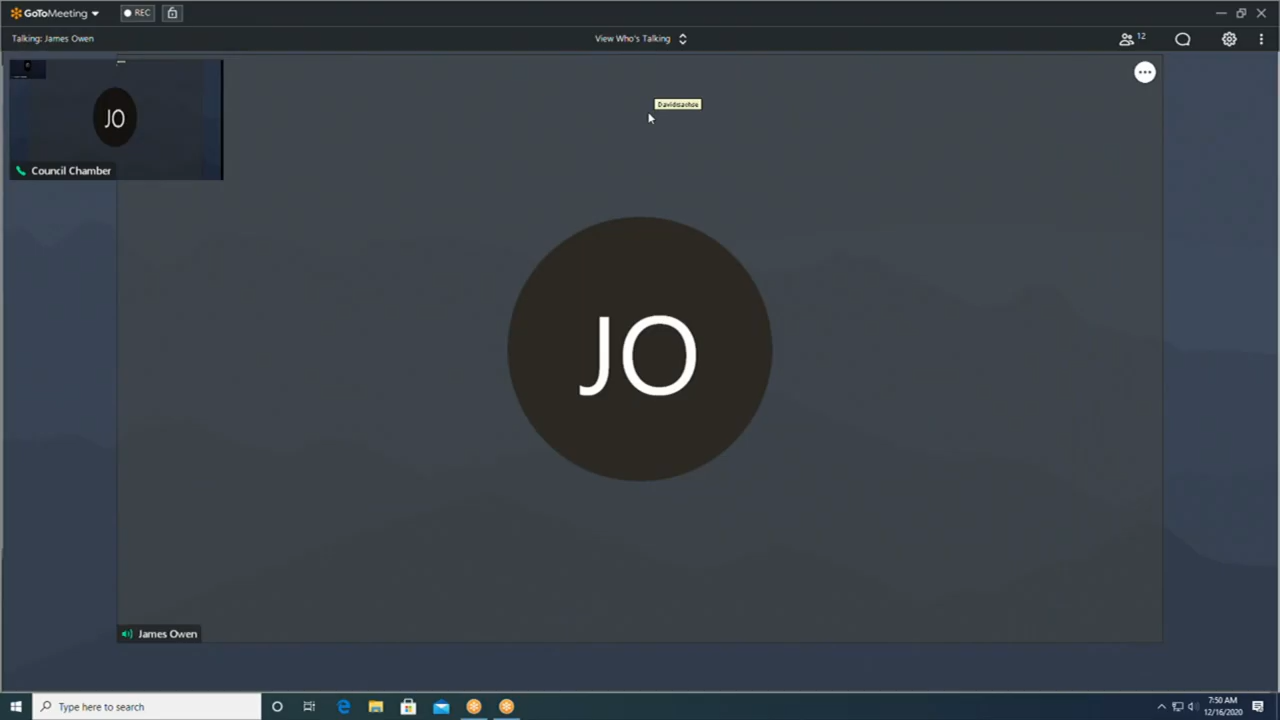 GoToMeeting
REC
Talking: James Owen
View Who's Talking
12
JO
Council Chamber
JO
James Owen
Type here to search
7:50 AM
12/16/2020